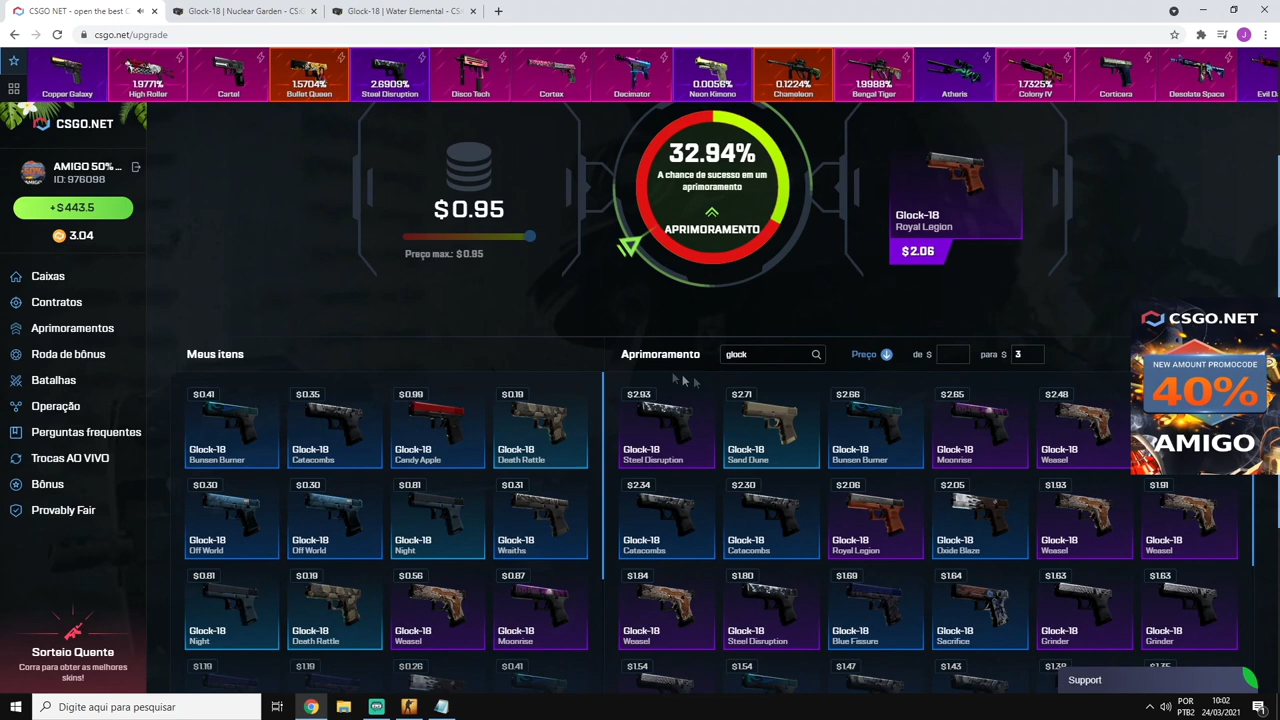 CSGO NET - open the best C
Glock-18 | Nuclear Garden - CS:G
Glock-18 | Water Elemental - CS:
csgo.net/upgrade
J
Copper Galaxy
1.9771%
High Roller
Cartel
1.5704%
Bullet Queen
2.6909%
Steel Disruption
Disco Tech
Cortex
Decimator
0.0056%
Neon Kimono
0.1224%
Chameleon
1.9988%
Bengal Tiger
Atheris
1.7325%
Colony IV
Corticera
Desolate Space
Evil D
CSGO.NET
AMIGO 50% ...
ID: 976098
+$443.5
3.04
Caixas
Contratos
Aprimoramentos
Roda de bônus
Batalhas
Operação
Perguntas frequentes
Trocas AO VIVO
Bônus
Provably Fair
Sorteio Quente
Corra para obter as melhores
skins!
$0.95
Preço max.: $0.95
32.94%
A chance de sucesso em um
aprimoramento
APRIMORAMENTO
Glock-18
Royal Legion
$2.06
Meus itens
Aprimoramento
glock
Preço
de $
para $
3
$0.41
Glock-18
Bunsen Burner
$0.35
Glock-18
Catacombs
$0.99
Glock-18
Candy Apple
$0.19
Glock-18
Death Rattle
$2.93
Glock-18
Steel Disruption
$2.71
Glock-18
Sand Dune
$2.66
Glock-18
Bunsen Burner
$2.65
Glock-18
Moonrise
$2.48
Glock-18
Weasel
$0.30
Glock-18
Off World
$0.30
Glock-18
Off World
$0.81
Glock-18
Night
$0.31
Glock-18
Wraiths
$2.34
Glock-18
Catacombs
$2.30
Glock-18
Catacombs
$2.06
Glock-18
Royal Legion
$2.05
Glock-18
Oxide Blaze
$1.93
Glock-18
Weasel
$1.91
Glock-18
Weasel
$0.81
Glock-18
Night
$0.19
Glock-18
Death Rattle
$0.56
Glock-18
Weasel
$0.87
Glock-18
Moonrise
$1.84
Glock-18
Weasel
$1.80
Glock-18
Steel Disruption
$1.69
Glock-18
Blue Fissure
$1.64
Glock-18
Sacrifice
$1.63
Glock-18
Grinder
$1.63
Glock-18
Grinder
$1.19
$1.19
$0.26
$0.41
$1.54
$1.54
$1.47
$1.43
CSGO.NET
NEW AMOUNT PROMOCODE
40%
AMIGO
Support
Digite aqui para pesquisar
POR
PTB2
10:02
24/03/2021